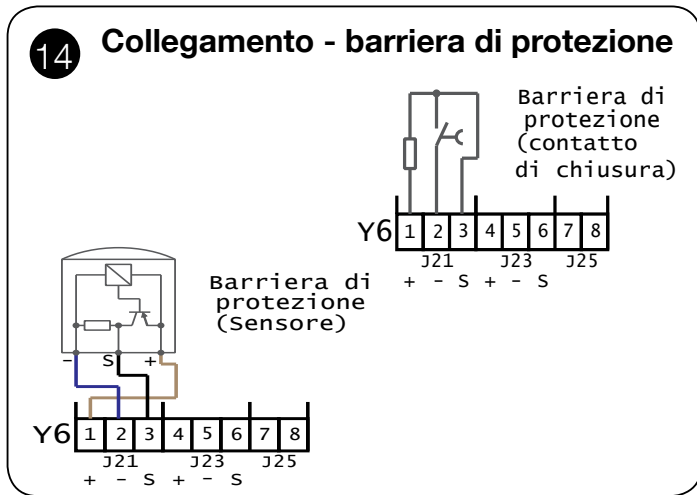 14 Collegamento - barriera di protezione
Barriera di
protezione
(contatto
di chiusura)
Y6 1 2 3 4 5 6 7 8
J21 J23 J25
+ - S + - S
Barriera di
protezione
(Sensore)
- S +
Y6 1 2 3 4 5 6 7 8
J21 J23 J25
+ - S + - S